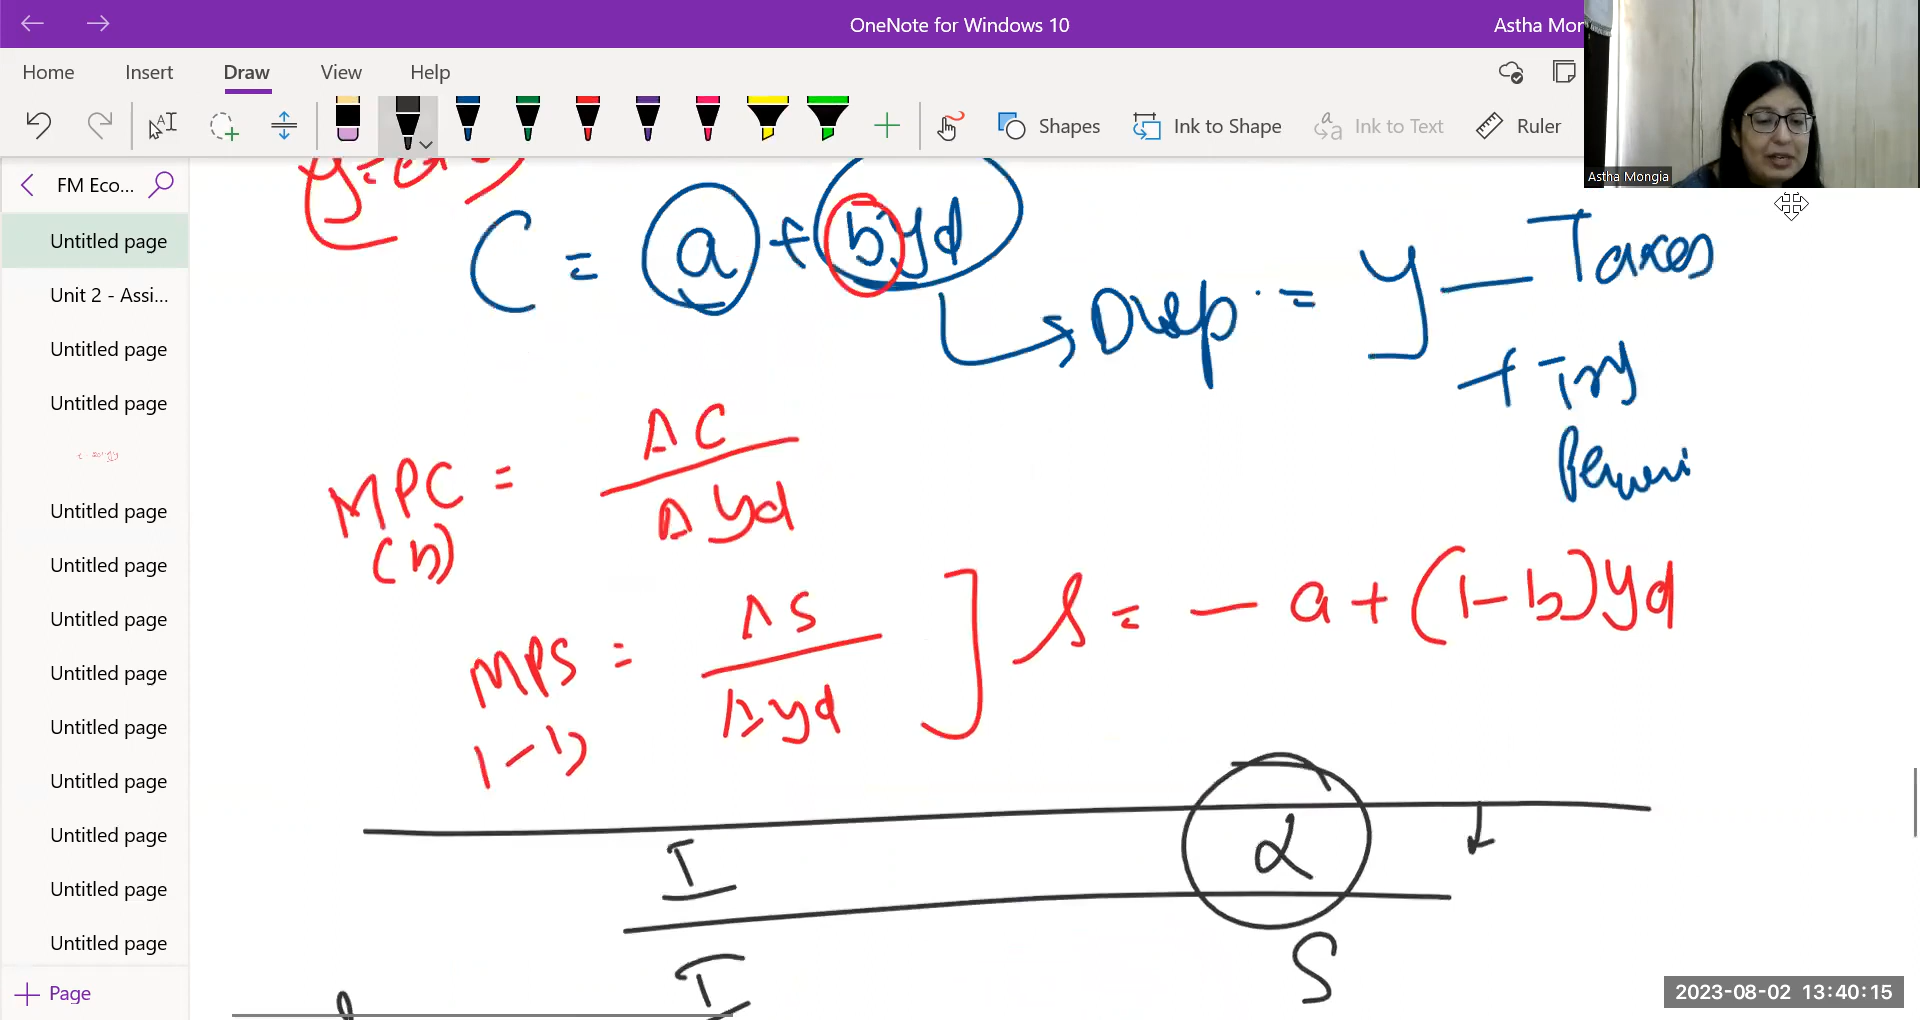 OneNote for Windows 10
Astha Mon
Home Insert Draw View Help
Shapes Ink to Shape Ink to Text Ruler
Astha Mongia
FM Eco...
Untitled page
Unit 2 - Assi...
Untitled page
Untitled page
Untitled page
Untitled page
Untitled page
Untitled page
Untitled page
Untitled page
Untitled page
Untitled page
Untitled page
Page
C = a + byd
Disp. = y — Taxes
+
MPC = ΔC / Δyd
(b)
MPS = ΔS / Δyd ] S = - a + (1-b)yd
1-b
I
α
I
S
2023-08-02 13:40:15